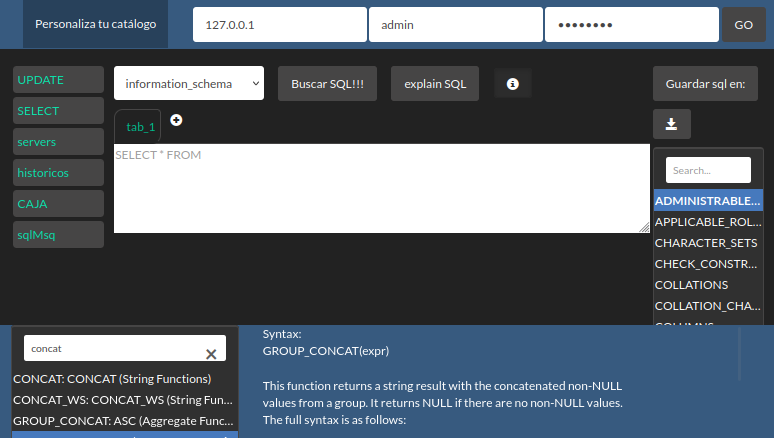 Personaliza tu catálogo
127.0.0.1
admin
••••••••
GO
UPDATE
SELECT
servers
historicos
CAJA
sqlMsq
information_schema
Buscar SQL!!!
explain SQL
Guardar sql en:
tab_1
SELECT * FROM
Search...
ADMINISTRABLE...
APPLICABLE_ROL...
CHARACTER_SETS
CHECK_CONSTR...
COLLATIONS
COLLATION_CHA...
COLUMNS
concat
CONCAT: CONCAT (String Functions)
CONCAT_WS: CONCAT_WS (String Fun...
GROUP_CONCAT: ASC (Aggregate Func...
Syntax:
GROUP_CONCAT(expr)
This function returns a string result with the concatenated non-NULL
values from a group. It returns NULL if there are no non-NULL values.
The full syntax is as follows: